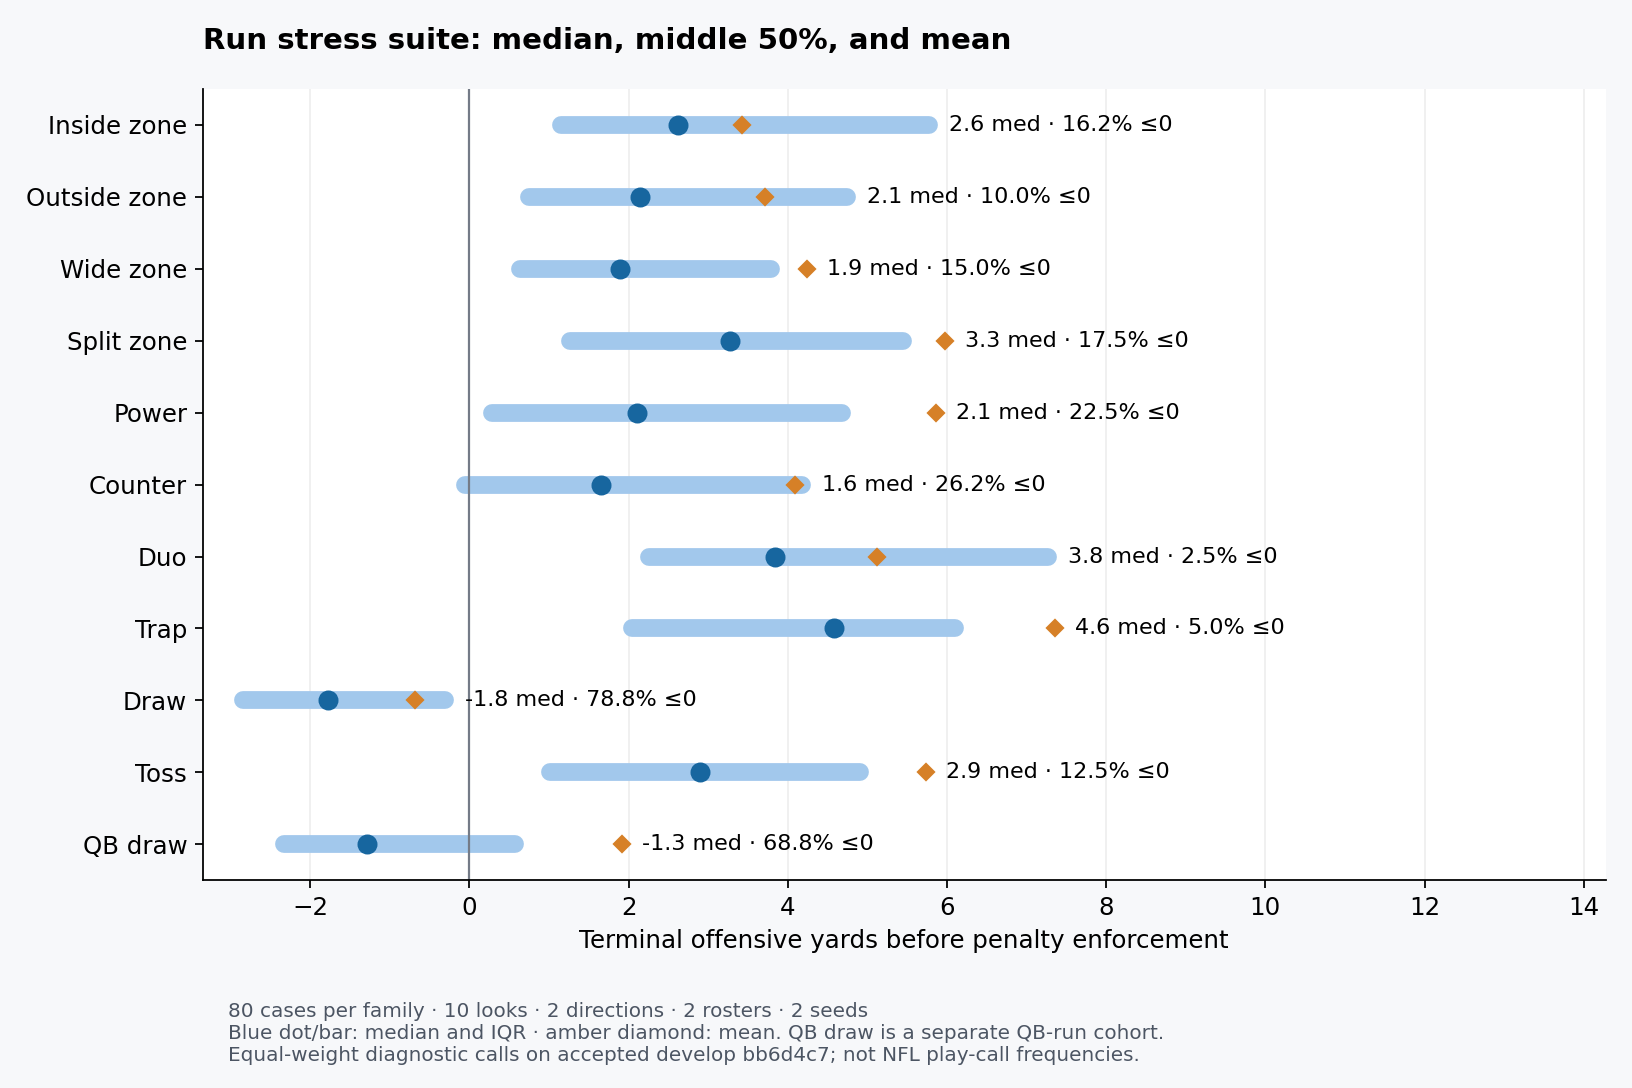 Run stress suite: median, middle 50%, and mean
Inside zone
2.6 med · 16.2% ≤0
Outside zone
2.1 med · 10.0% ≤0
Wide zone
1.9 med · 15.0% ≤0
Split zone
3.3 med · 17.5% ≤0
Power
2.1 med · 22.5% ≤0
Counter
1.6 med · 26.2% ≤0
Duo
3.8 med · 2.5% ≤0
Trap
4.6 med · 5.0% ≤0
Draw
-1.8 med · 78.8% ≤0
Toss
2.9 med · 12.5% ≤0
QB draw
-1.3 med · 68.8% ≤0
−2 0 2 4 6 8 10 12 14
Terminal offensive yards before penalty enforcement
80 cases per family · 10 looks · 2 directions · 2 rosters · 2 seeds
Blue dot/bar: median and IQR · amber diamond: mean. QB draw is a separate QB-run cohort.
Equal-weight diagnostic calls on accepted develop bb6d4c7; not NFL play-call frequencies.